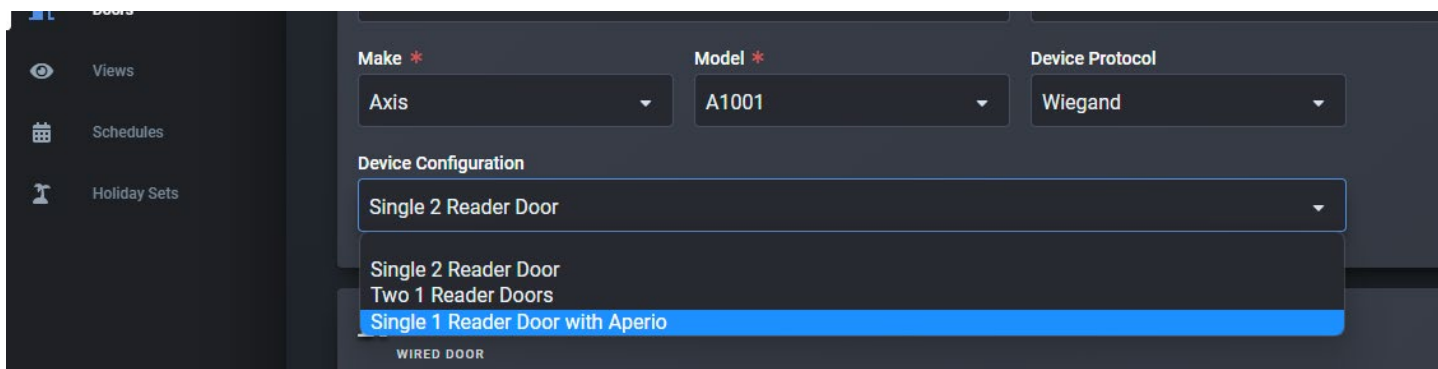 Doors
Views
Schedules
Holiday Sets
Make *
Model *
Device Protocol
Axis
A1001
Wiegand
Device Configuration
Single 2 Reader Door
Single 2 Reader Door
Two 1 Reader Doors
Single 1 Reader Door with Aperio
WIRED DOOR